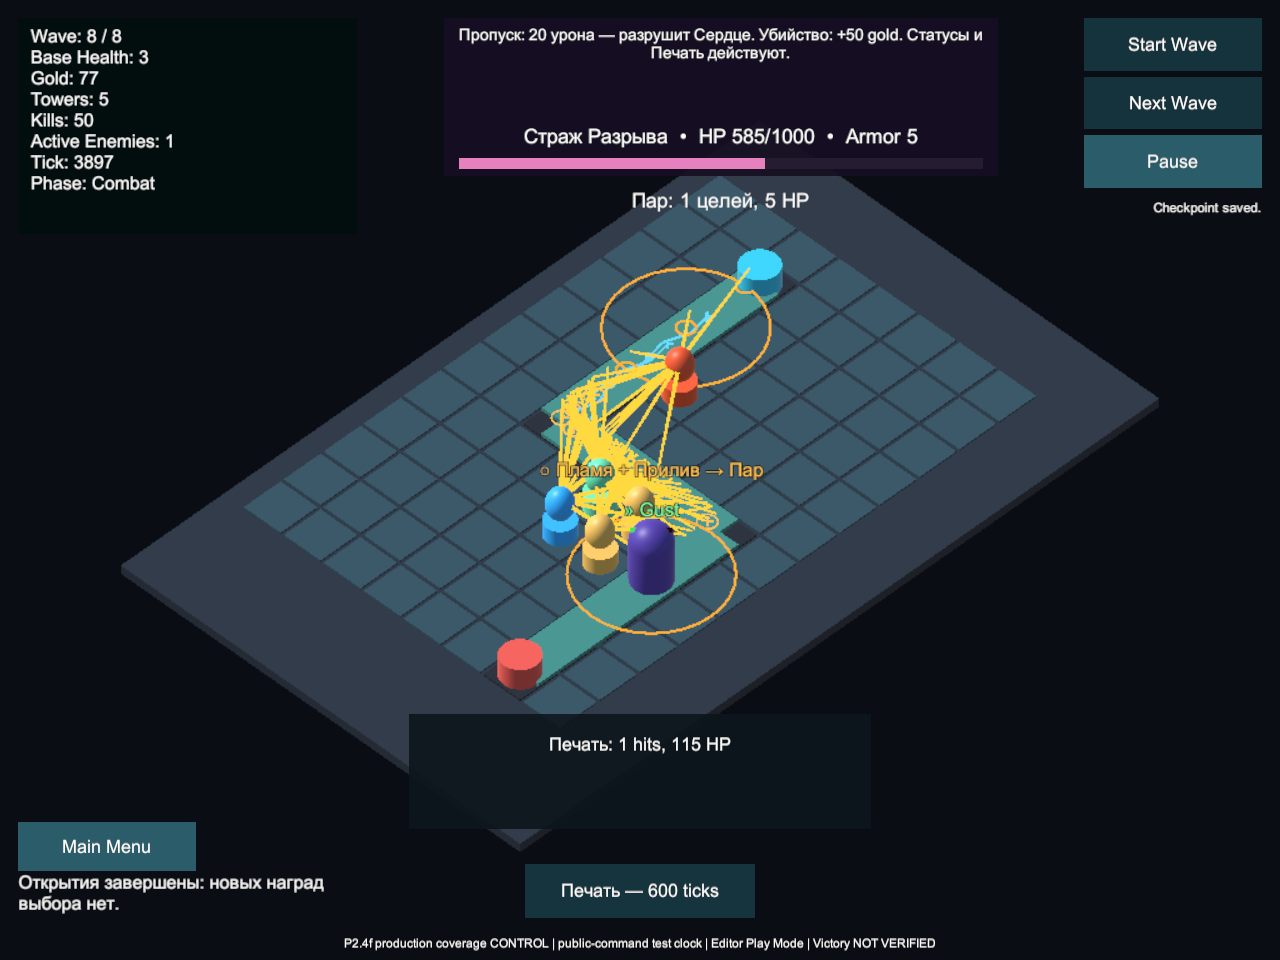 Wave: 8 / 8
Base Health: 3
Gold: 77
Towers: 5
Kills: 50
Active Enemies: 1
Tick: 3897
Phase: Combat
Пропуск: 20 урона — разрушит Сердце. Убийство: +50 gold. Статусы и
Печать действуют.
Страж Разрыва • HP 585/1000 • Armor 5
Start Wave
Next Wave
Pause
Checkpoint saved.
Пар: 1 целей, 5 HP
○ Пламя + Прилив → Пар
» Gust
Печать: 1 hits, 115 HP
Main Menu
Открытия завершены: новых наград
выбора нет.
Печать — 600 ticks
P2.4f production coverage CONTROL | public-command test clock | Editor Play Mode | Victory NOT VERIFIED